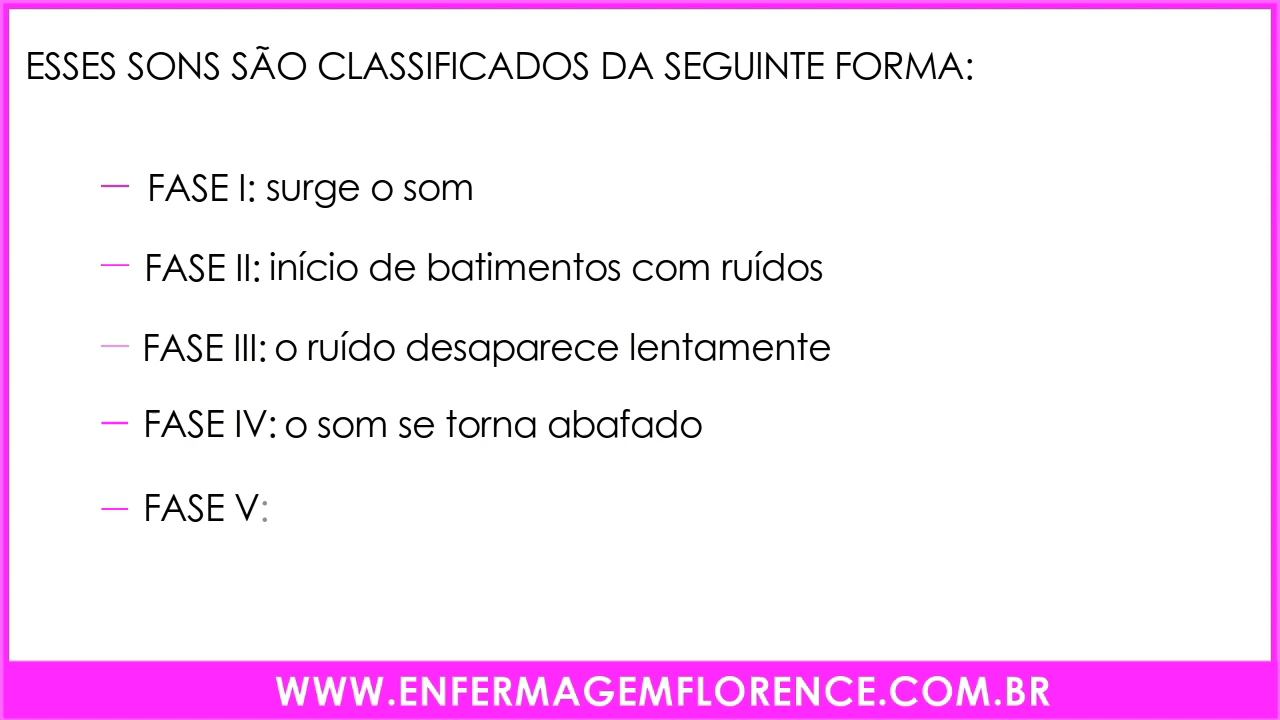 ESSES SONS SÃO CLASSIFICADOS DA SEGUINTE FORMA:
— FASE I: surge o som
— FASE II: início de batimentos com ruídos
— FASE III: o ruído desaparece lentamente
— FASE IV: o som se torna abafado
— FASE V:
WWW.ENFERMAGEMFLORENCE.COM.BR